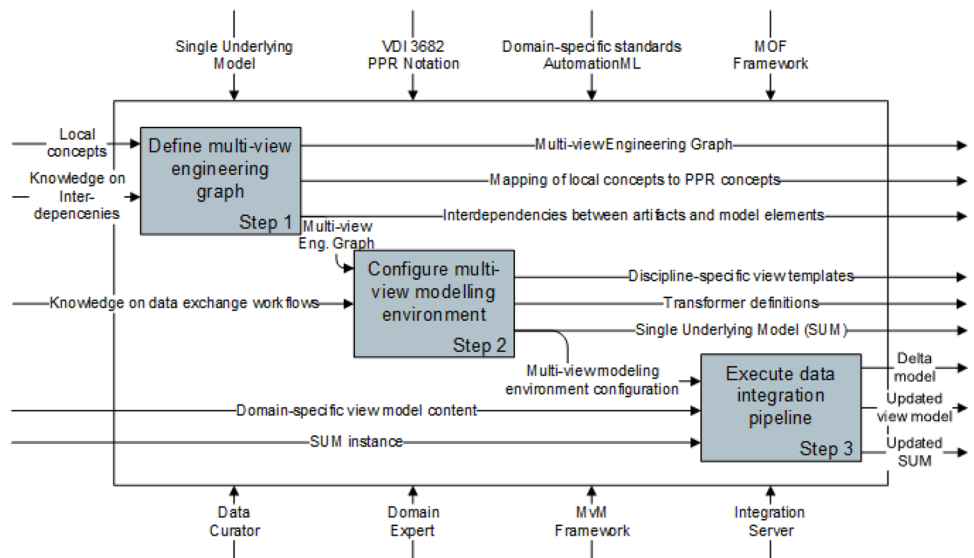 Single Underlying
Model
VDI 3682
PPR Notation
Domain-specific standards
AutomationML
MOF
Framework
Local
concepts
Knowledge on
Inter-
depencenies
Define multi-view
engineering
graph
Step 1
Multi-view Engineering Graph
Mapping of local concepts to PPR concepts
Interdependencies between artifacts and model elements
Multi-view
Eng. Graph
Knowledge on data exchange workflows
Configure multi-
view modelling
environment
Step 2
Discipline-specific view templates
Transformer definitions
Single Underlying Model (SUM)
Multi-view modeling
environment configuration
Domain-specific view model content
SUM instance
Execute data
integration
pipeline
Step 3
Delta
model
Updated
view model
Updated
SUM
Data
Curator
Domain
Expert
MvM
Framework
Integration
Server